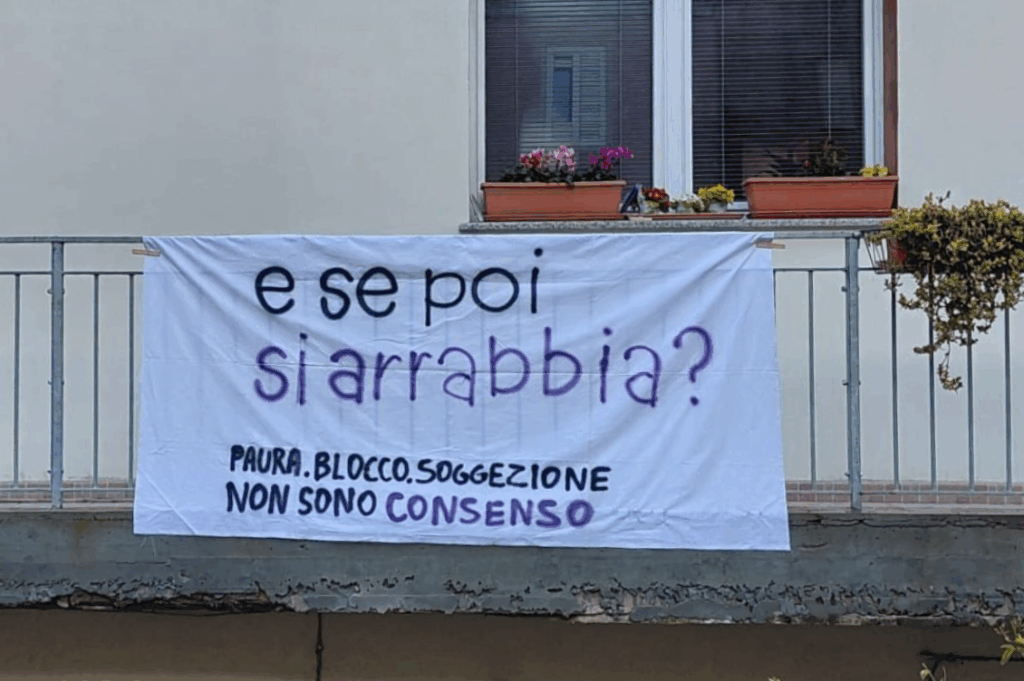 e se poi
si arrabbia?
PAURA.BLOCCO.SOGGEZIONE
NON SONO CONSENSO